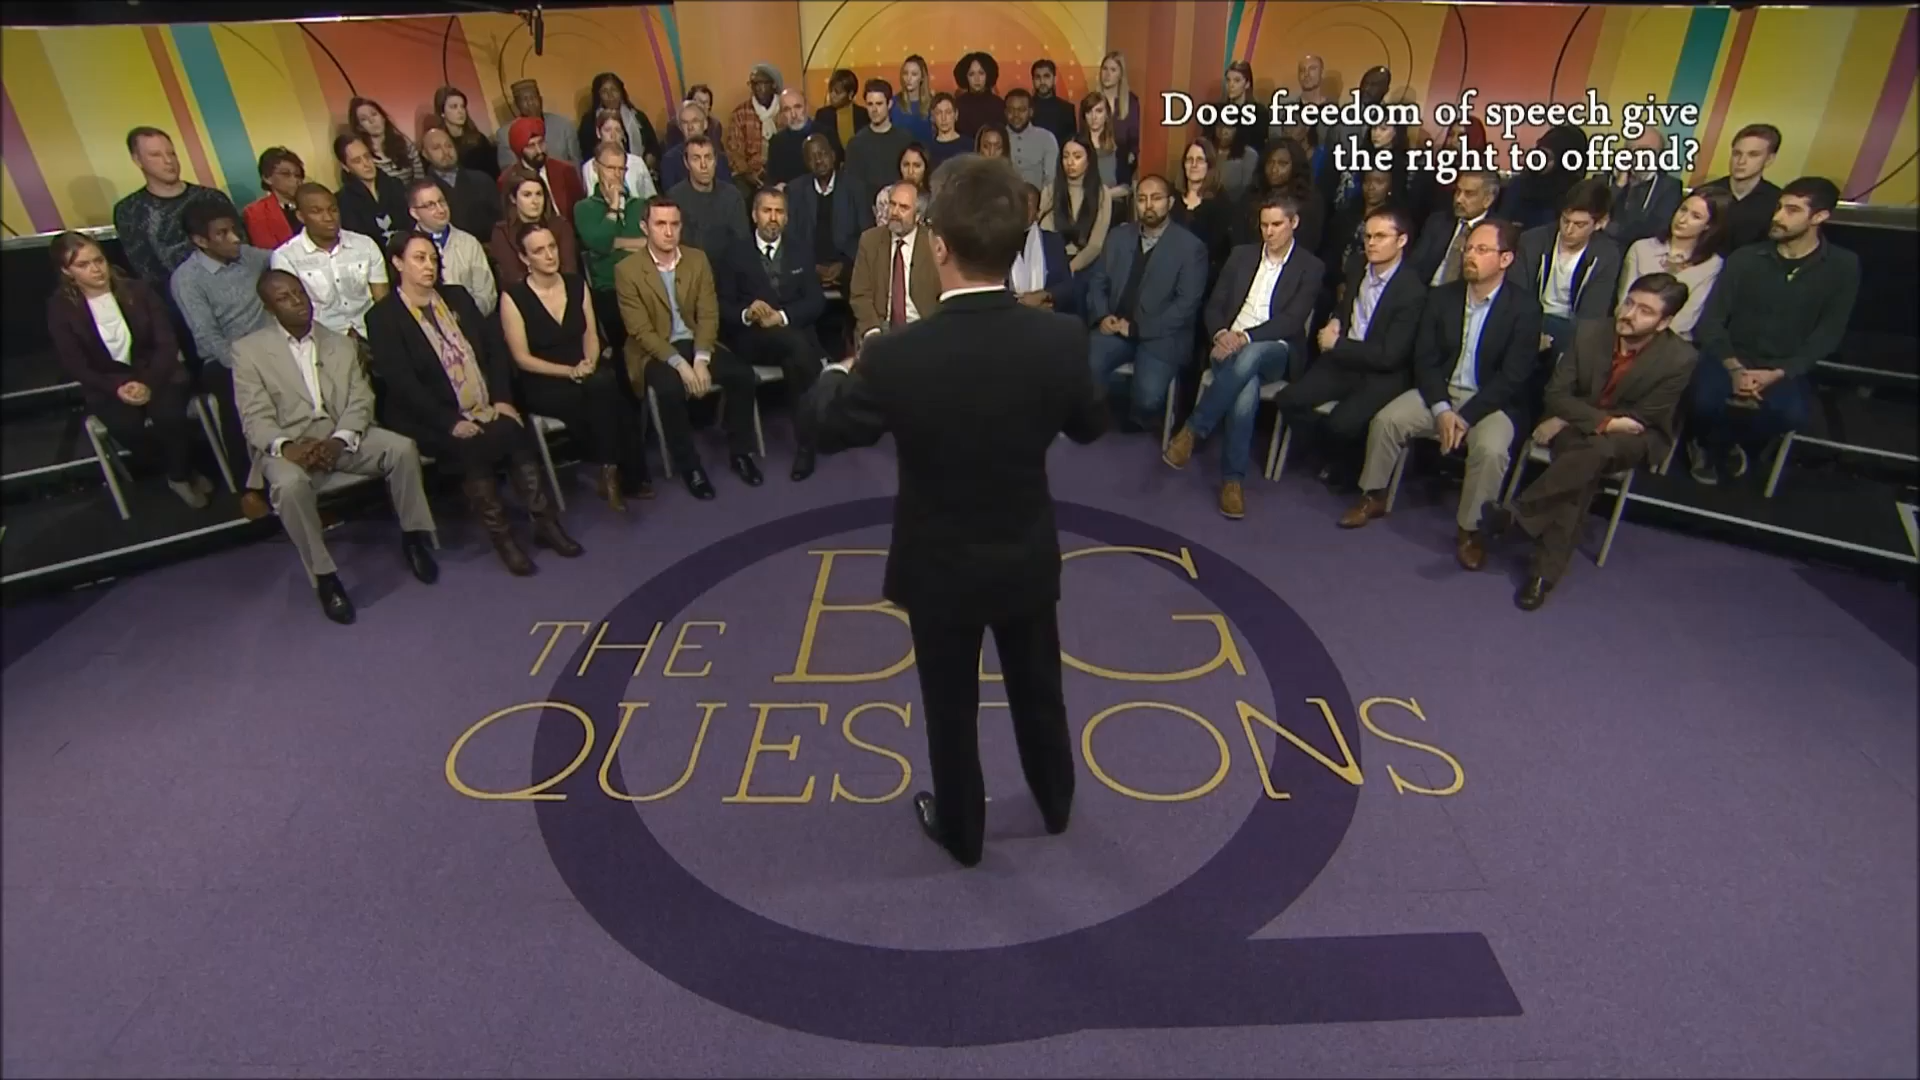 Does freedom of speech give
the right to offend?
THE BIG
QUESTIONS